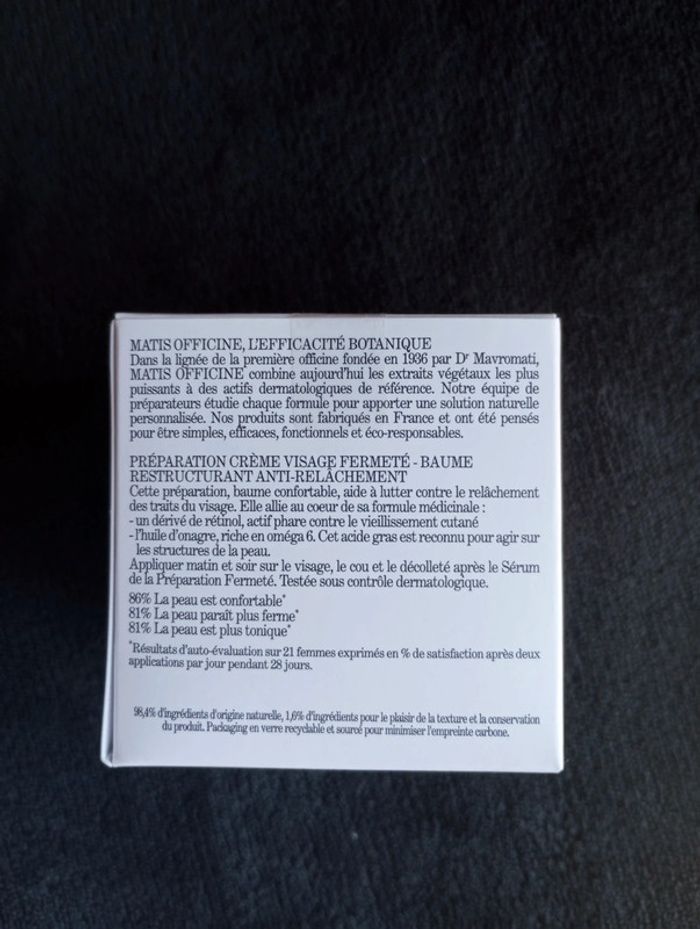 MATIS OFFICINE, L'EFFICACITÉ BOTANIQUE
Dans la lignée de la première officine fondée en 1936 par Dr Mavromati,
MATIS OFFICINE combine aujourd'hui les extraits végétaux les plus
puissants à des actifs dermatologiques de référence. Notre équipe de
préparateurs étudie chaque formule pour apporter une solution naturelle
personnalisée. Nos produits sont fabriqués en France et ont été pensés
pour être simples, efficaces, fonctionnels et éco-responsables.
PRÉPARATION CRÈME VISAGE FERMETÉ - BAUME
RESTRUCTURANT ANTI-RELÂCHEMENT
Cette préparation, baume confortable, aide à lutter contre le relâchement
des traits du visage. Elle allie au coeur de sa formule médicinale :
- un dérivé de rétinol, actif phare contre le vieillissement cutané
- l'huile d'onagre, riche en oméga 6. Cet acide gras est reconnu pour agir sur
les structures de la peau.
Appliquer matin et soir sur le visage, le cou et le décolleté après le Sérum
de la Préparation Fermeté. Testée sous contrôle dermatologique.
86% La peau est confortable*
81% La peau paraît plus ferme*
81% La peau est plus tonique*
*Résultats d'auto-évaluation sur 21 femmes exprimés en % de satisfaction après deux
applications par jour pendant 28 jours.
98,4% d'ingrédients d'origine naturelle, 1,6% d'ingrédients pour le plaisir de la texture et la conservation
du produit. Packaging en verre recyclable et sourcé pour minimiser l'empreinte carbone.